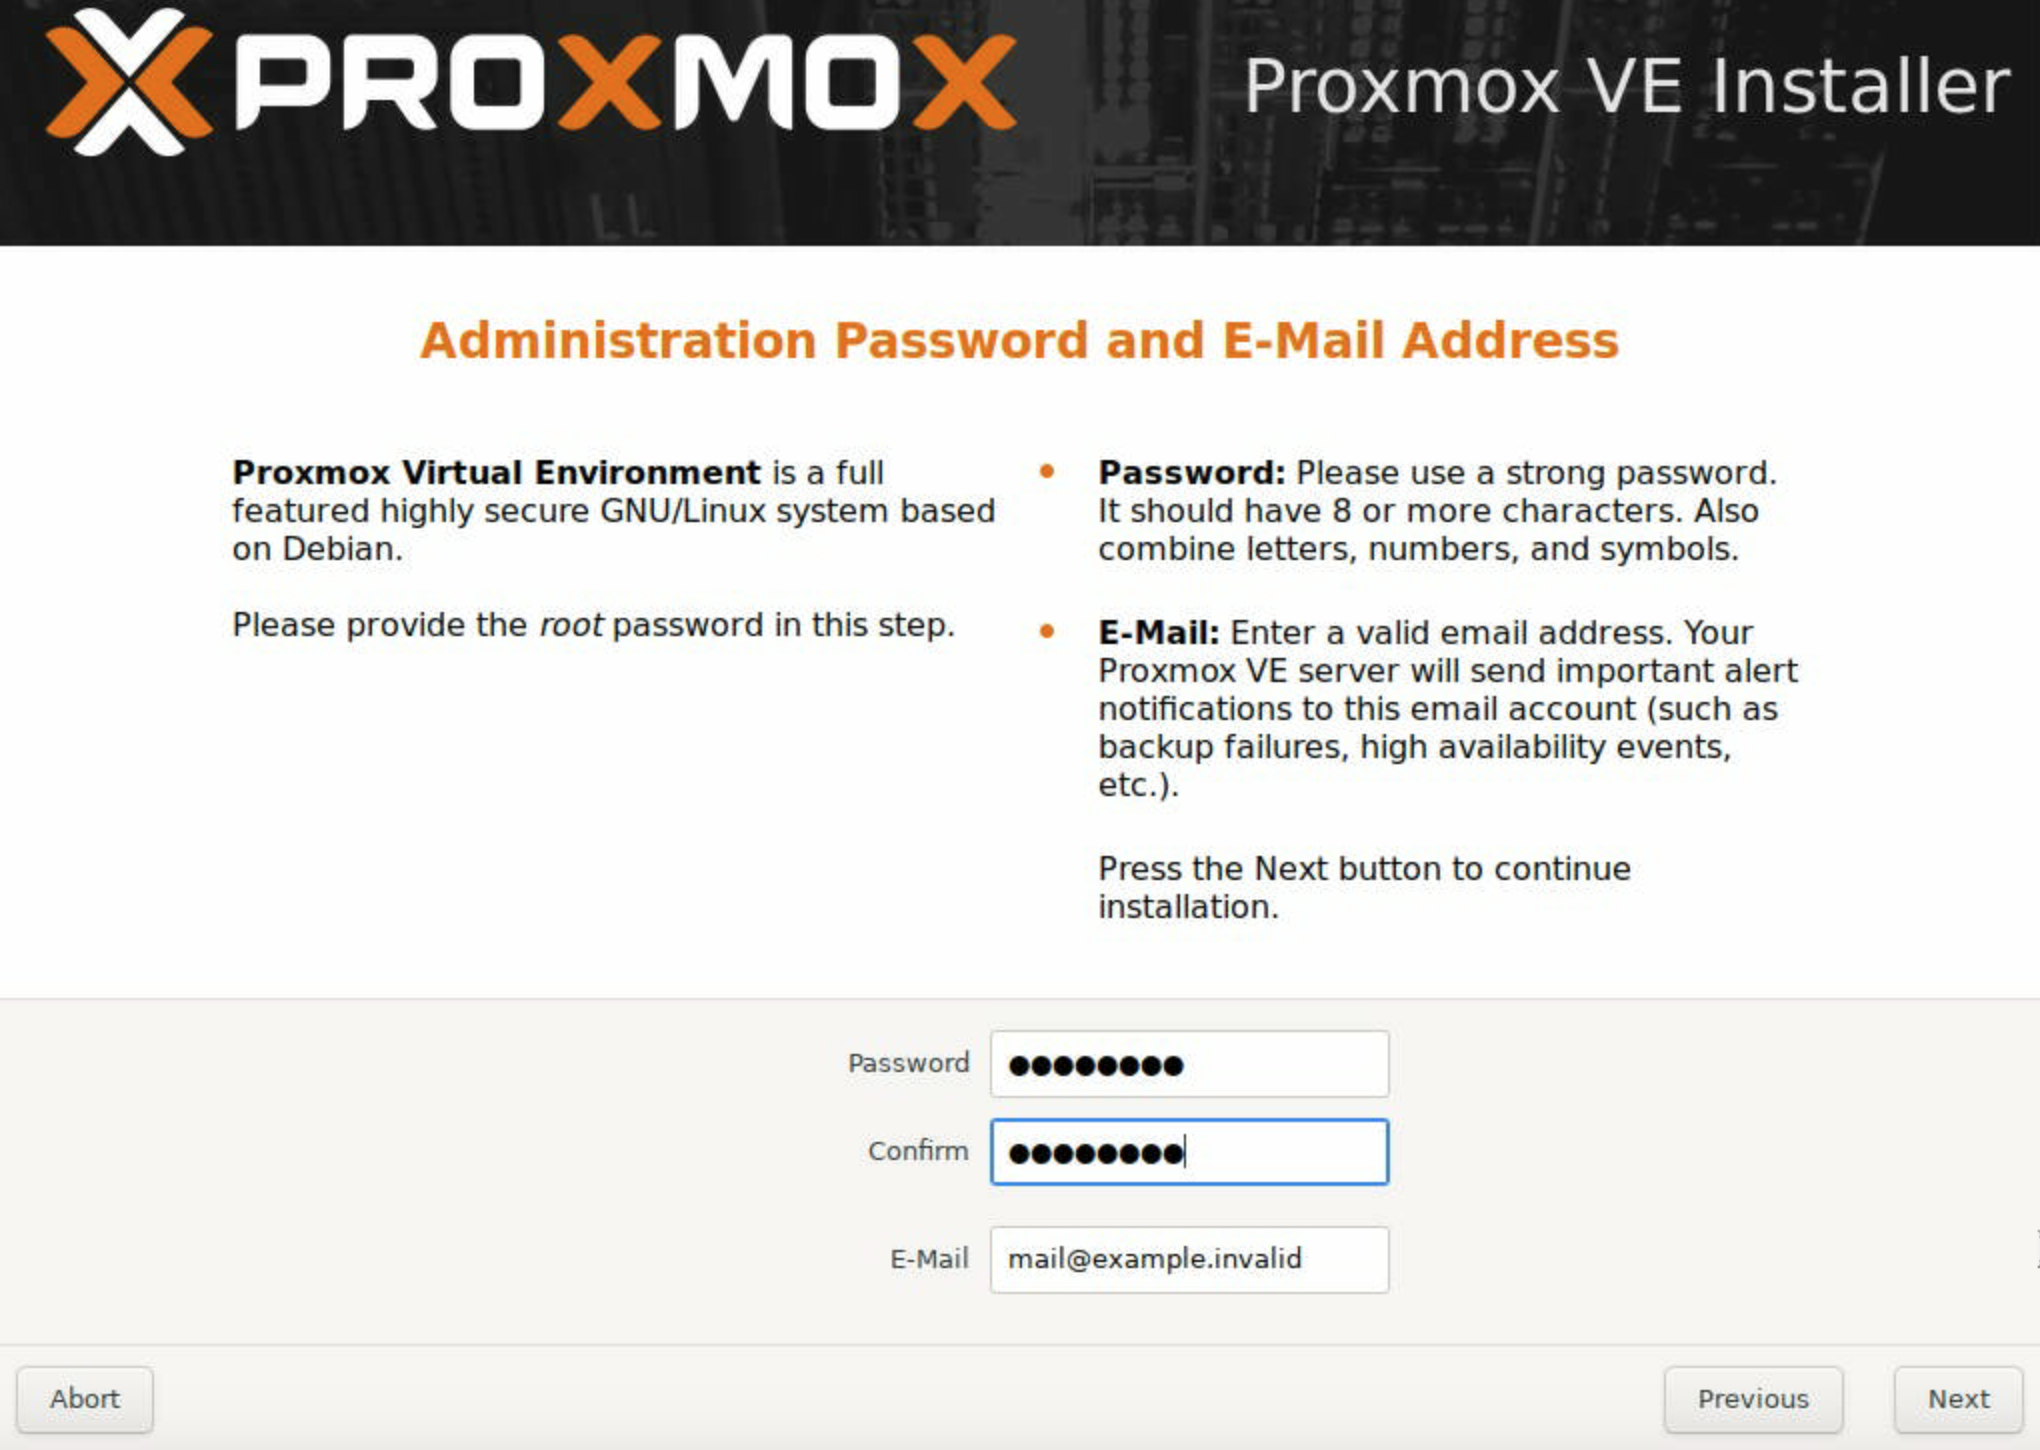 PROXMOX
Proxmox VE Installer
Administration Password and E-Mail Address
Proxmox Virtual Environment is a full
featured highly secure GNU/Linux system based
on Debian.
Please provide the root password in this step.
Password: Please use a strong password.
It should have 8 or more characters. Also
combine letters, numbers, and symbols.
E-Mail: Enter a valid email address. Your
Proxmox VE server will send important alert
notifications to this email account (such as
backup failures, high availability events,
etc.).
Press the Next button to continue
installation.
Password ●●●●●●●●
Confirm ●●●●●●●●
E-Mail mail@example.invalid
Abort
Previous
Next